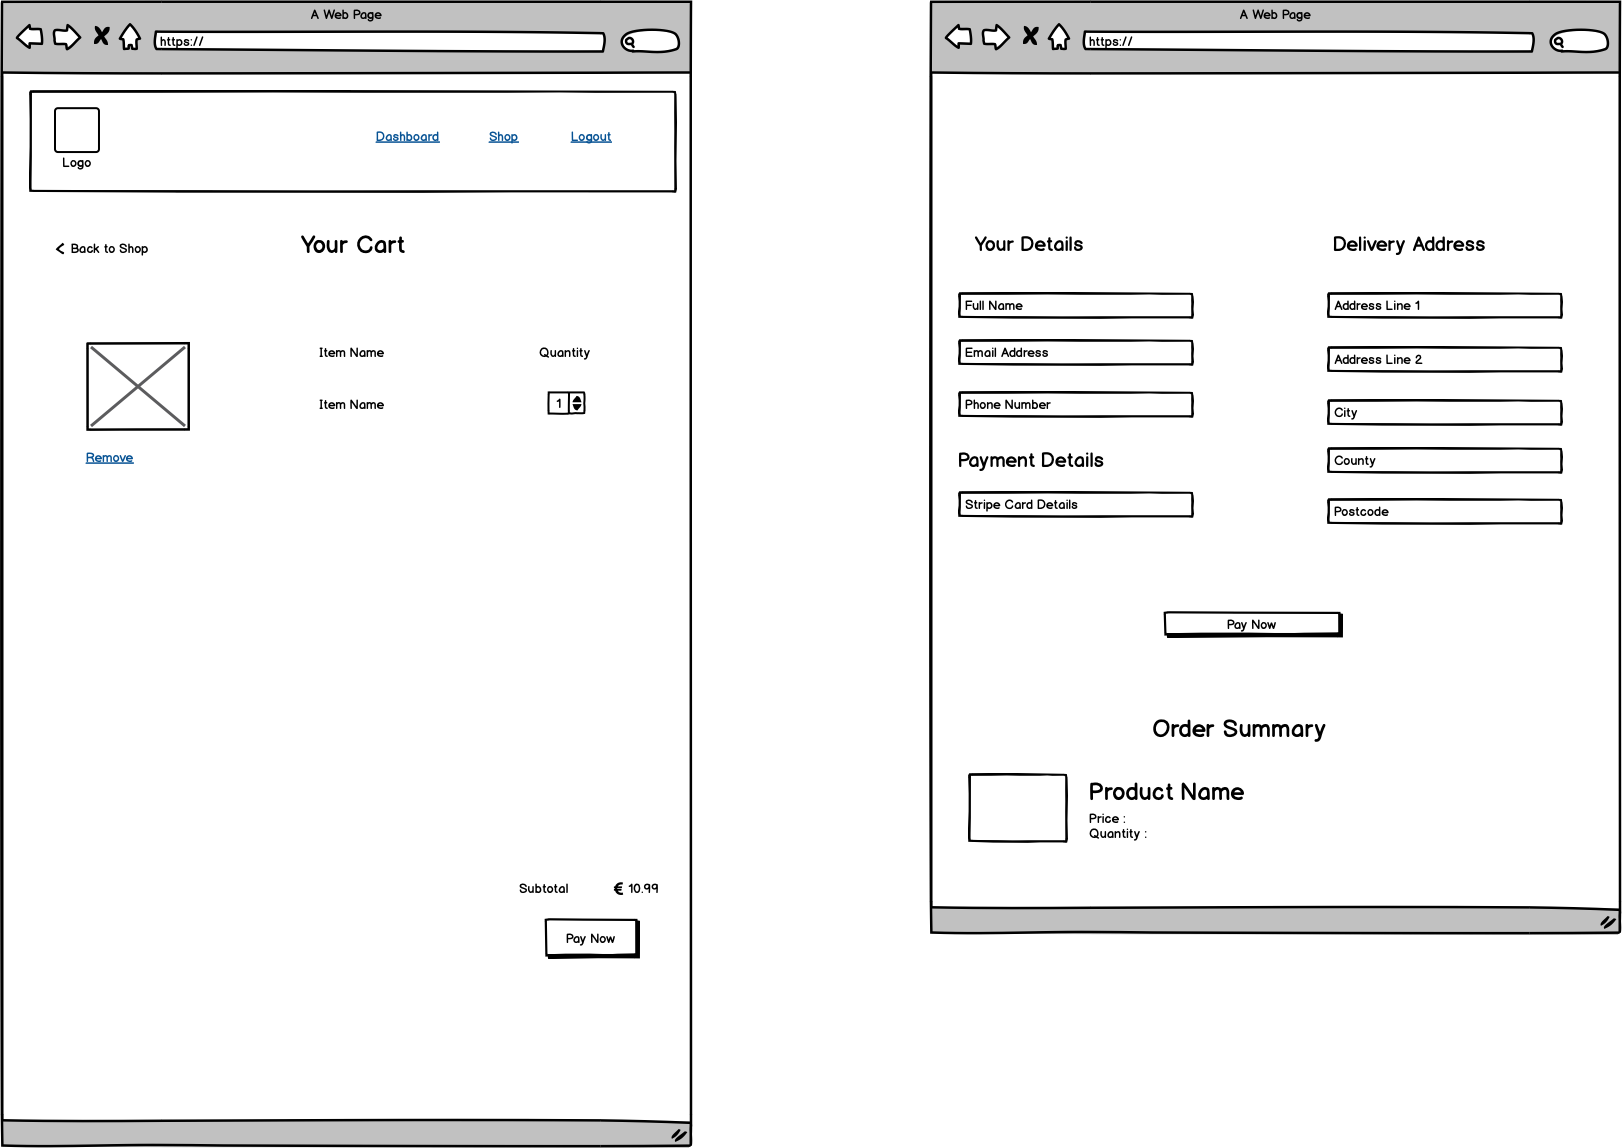 A Web Page
https://
Logo
Dashboard Shop Logout
Back to Shop
Your Cart
Item Name Quantity
Item Name 1
Remove
Subtotal € 10.99
Pay Now
A Web Page
https://
Your Details
Full Name
Email Address
Phone Number
Payment Details
Stripe Card Details
Delivery Address
Address Line 1
Address Line 2
City
County
Postcode
Pay Now
Order Summary
Product Name
Price :
Quantity :